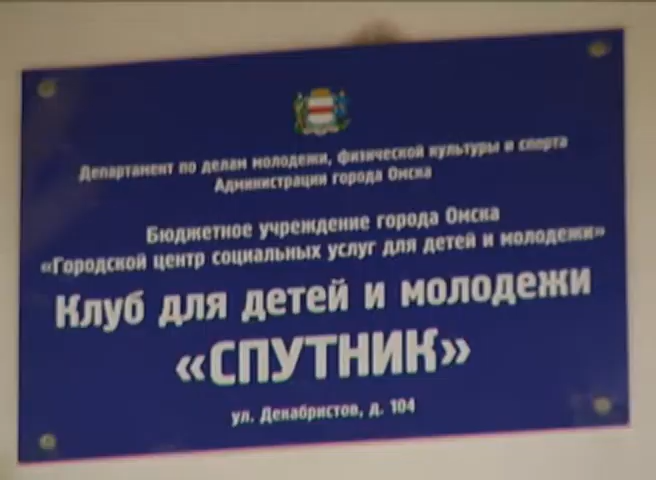 Департамент по делам молодежи, физической культуры и спорта
Администрации города Омска
Бюджетное учреждение города Омска
«Городской центр социальных услуг для детей и молодежи»
Клуб для детей и молодежи
«СПУТНИК»
ул. Декабристов, д. 104